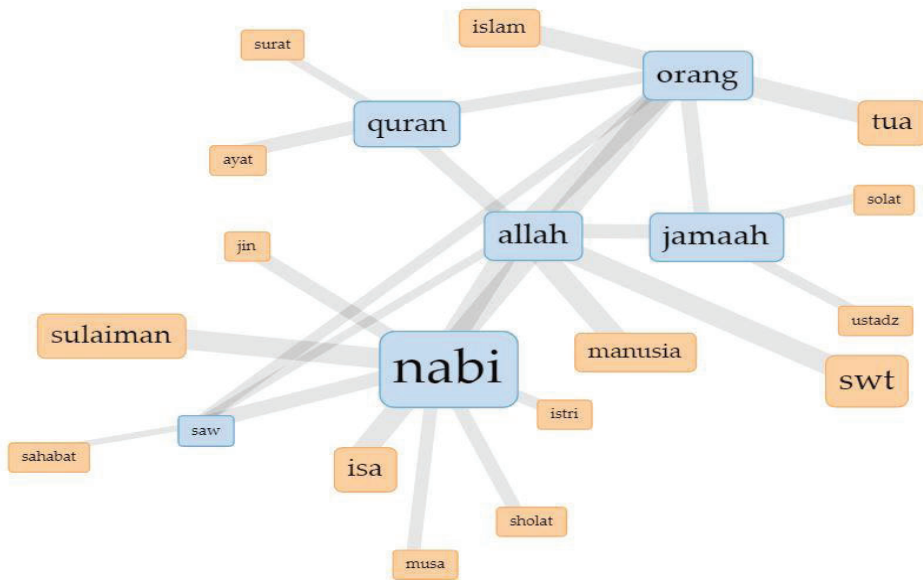 islam
surat
orang
quran
tua
ayat
solat
allah
jamaah
jin
ustadz
sulaiman
manusia
nabi
swt
istri
saw
sahabat
isa
sholat
musa